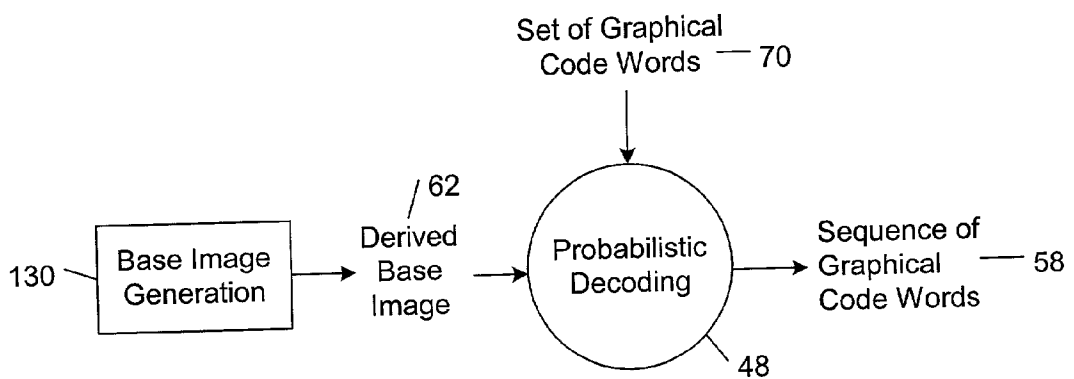 Set of Graphical
Code Words
70
62
Derived
Base
Image
130
Base Image
Generation
Probabilistic
Decoding
Sequence of
Graphical
Code Words
58
48